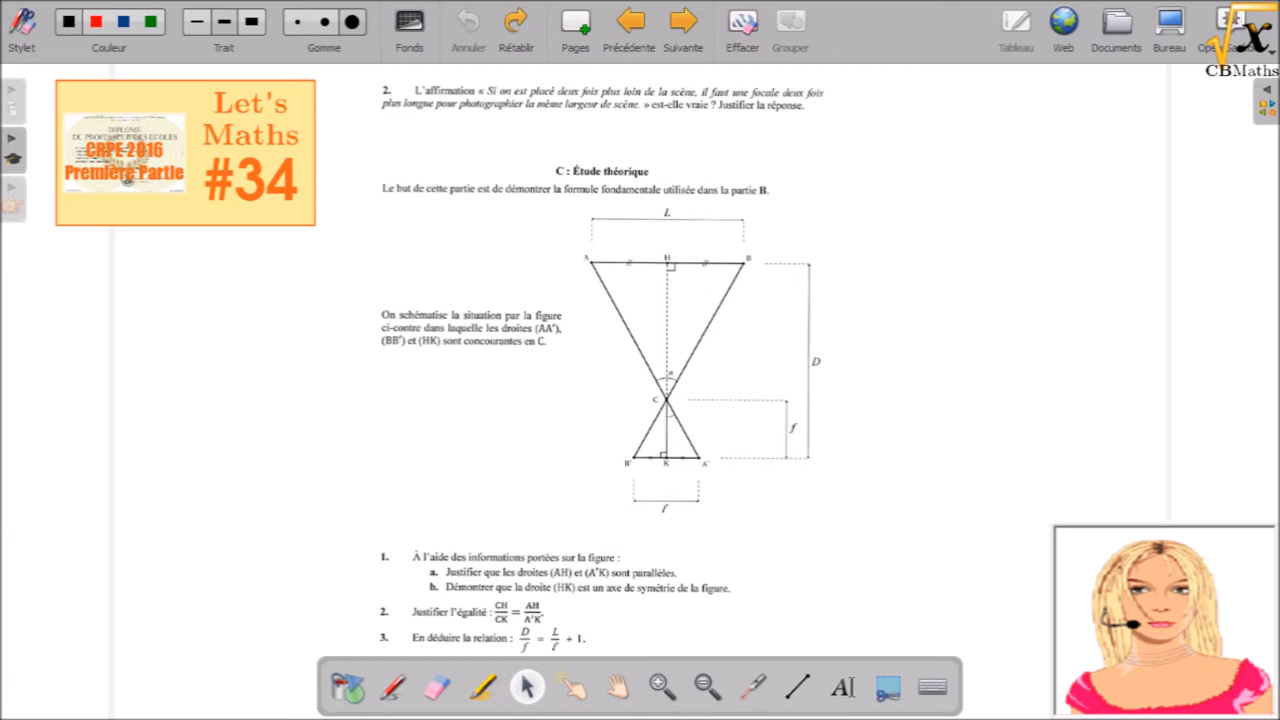 Stylet
Couleur
Trait
Gomme
Fonds
Annuler
Rétablir
Pages
Précédente
Suivante
Effacer
Grouper
Tableau
Web
Documents
Bureau
CBMaths
Let's
Maths
#34
DIPLOME
DE PROFESSEUR DES ECOLES
CRPE 2016
Première Partie
2. L'affirmation « Si on est placé deux fois plus loin de la scène, il faut une focale deux fois
plus longue pour photographier la même largeur de scène. » est-elle vraie ? Justifier la réponse.
C : Étude théorique
Le but de cette partie est de démontrer la formule fondamentale utilisée dans la partie B.
L
A H B
On schématise la situation par la figure
ci-contre dans laquelle les droites (AA'),
(BB') et (HK) sont concourantes en C.
D
C
f
B' K A'
1. À l'aide des informations portées sur la figure :
a. Justifier que les droites (AH) et (A'K) sont parallèles.
b. Démontrer que la droite (HK) est un axe de symétrie de la figure.
2. Justifier l'égalité : CH/CK = AH/A'K.
3. En déduire la relation : D/f = L/ℓ + 1.
AI